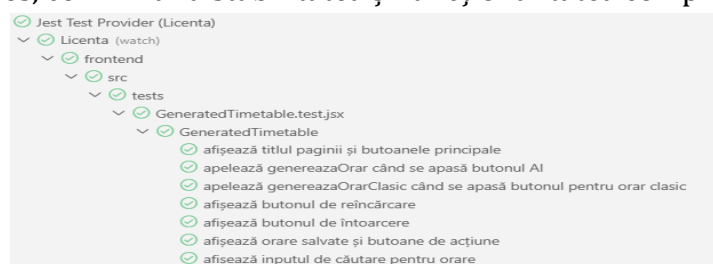 Jest Test Provider (Licenta)
Licenta (watch)
frontend
src
tests
GeneratedTimetable.test.jsx
GeneratedTimetable
afișează titlul paginii și butoanele principale
apelează genereazaOrar când se apasă butonul AI
apelează genereazaOrarClasic când se apasă butonul pentru orar clasic
afișează butonul de reîncărcare
afișează butonul de întoarcere
afișează orare salvate și butoane de acțiune
afișează inputul de căutare pentru orare